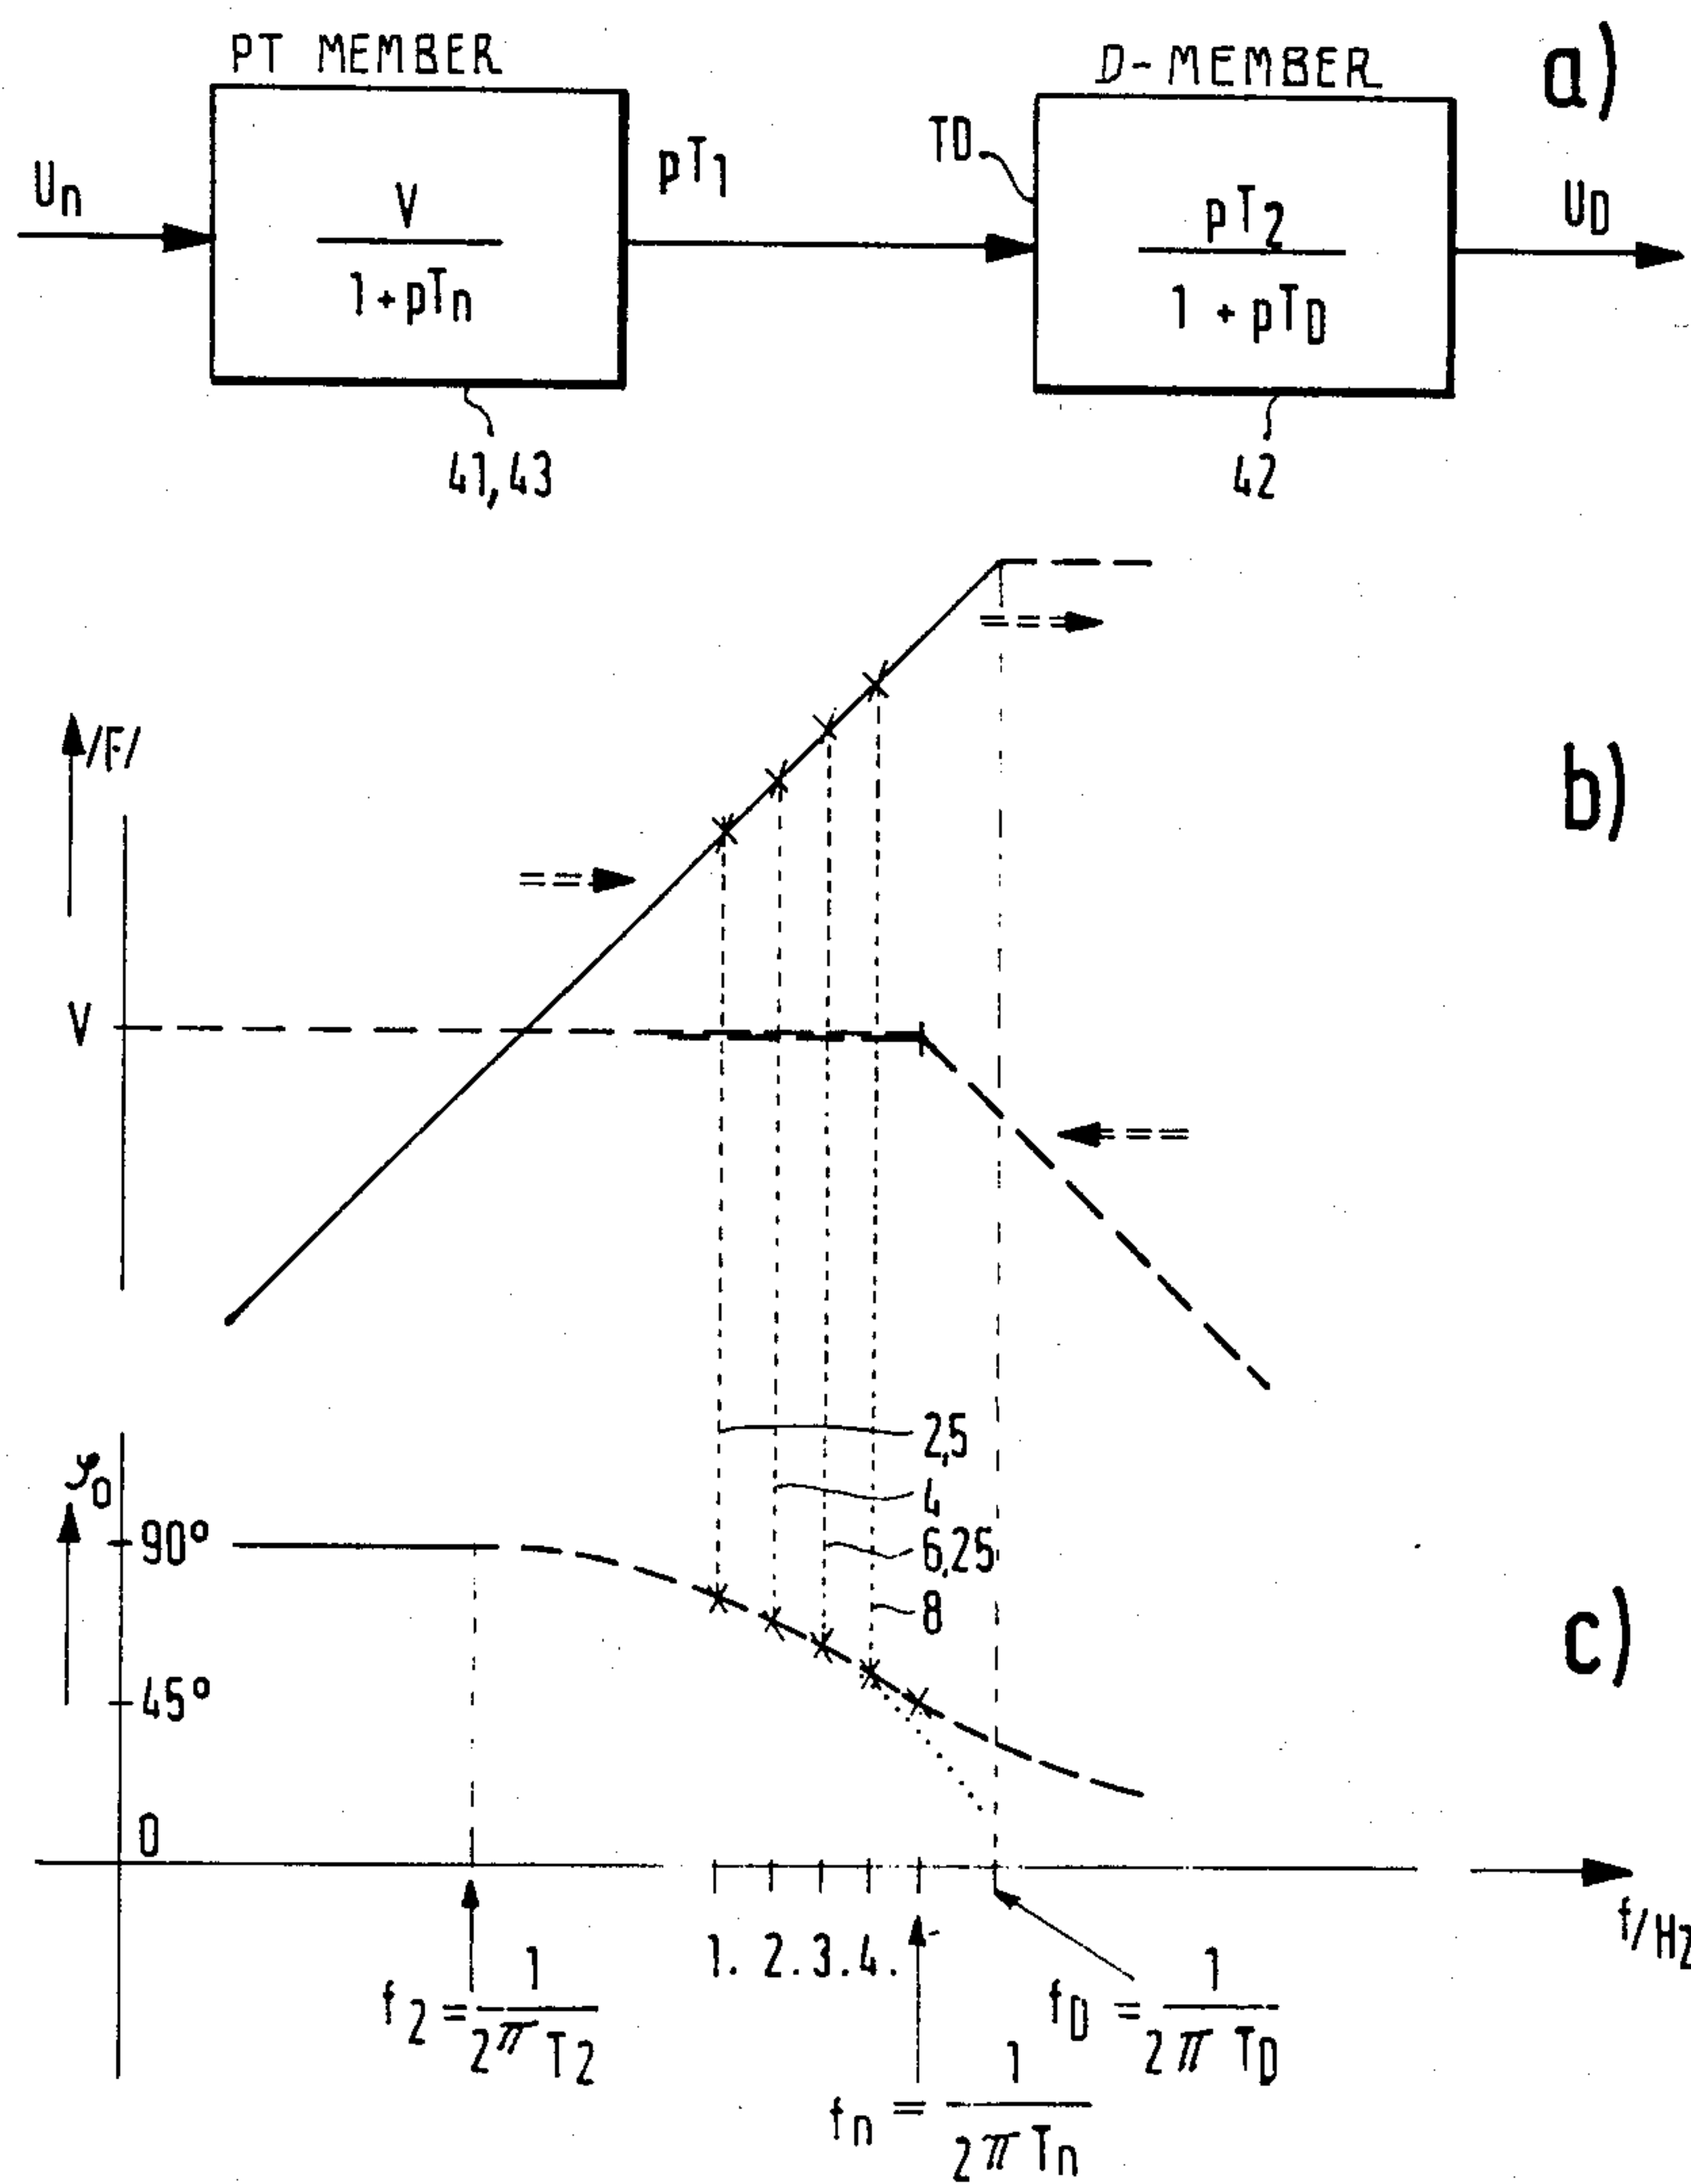 PT MEMBER
D-MEMBER
a)
Un
V
1+pTn
pT1
TD
pT2
1+pTD
UD
41,43
42
/F/
b)
V
2,5
4
6,25
8
φ0
90°
45°
0
c)
1. 2. 3. 4.
f/HZ
f2 = 1
2π T2
fD = 1
2π TD
fn = 1
2π Tn